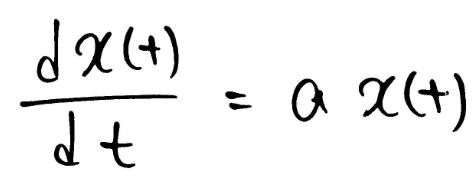 dx(t)/dt = a x(t)